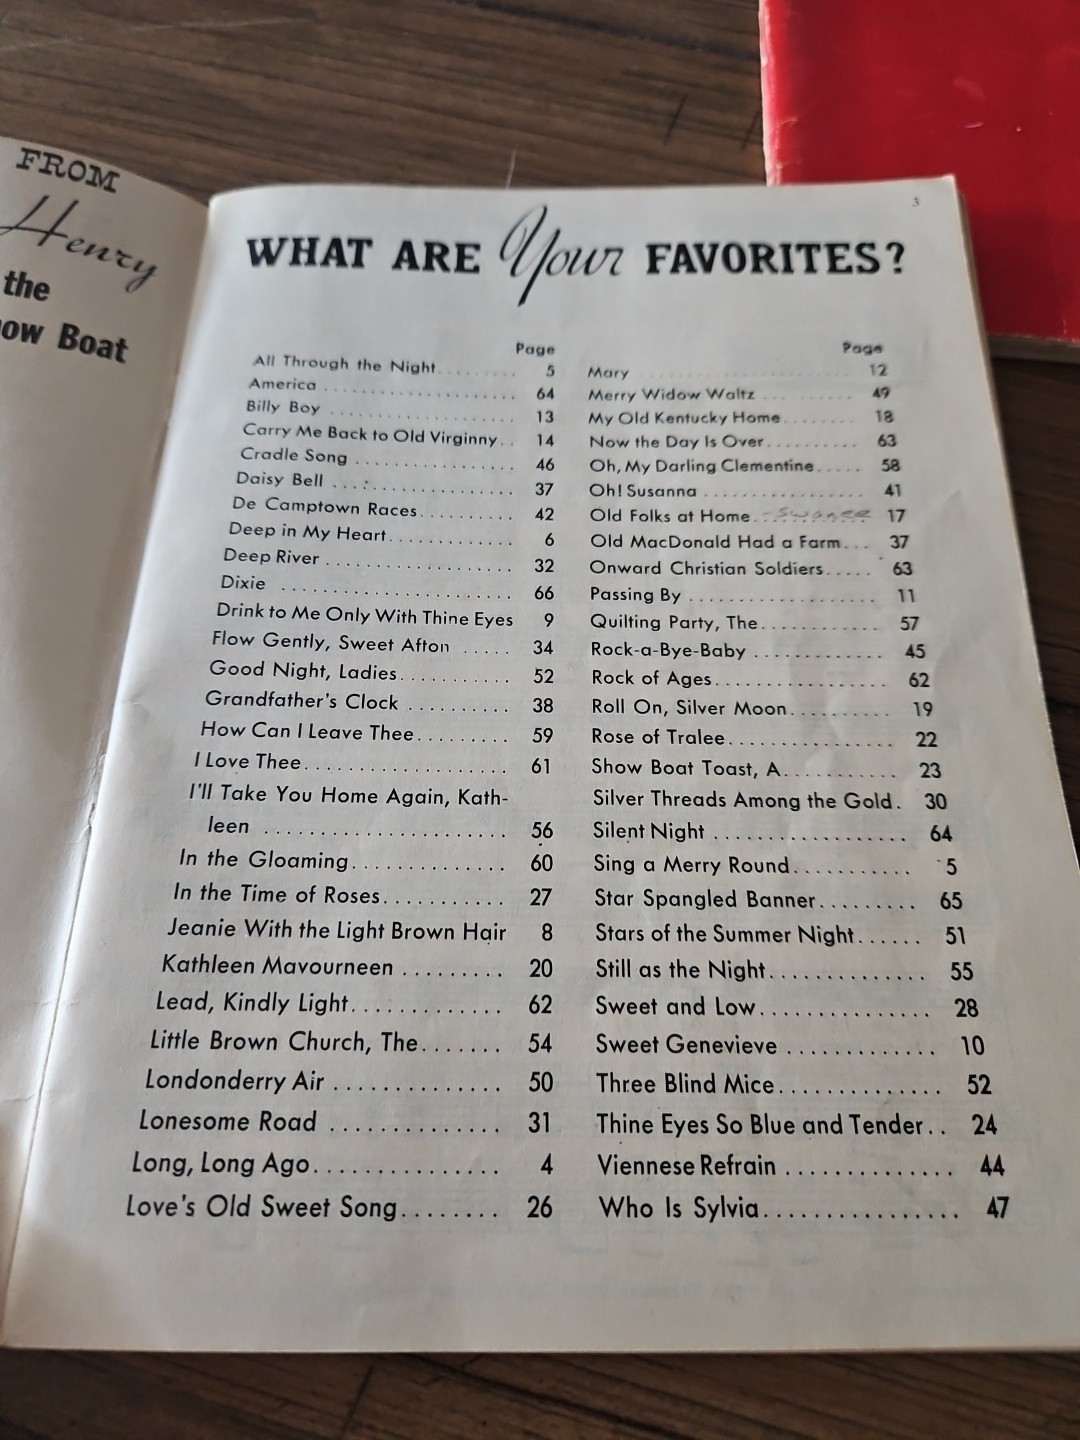 FROM
Henry
the
Boat
3
WHAT ARE Your FAVORITES?
Page
All Through the Night ........ 5
America .................... 64
Billy Boy .................. 13
Carry Me Back to Old Virginny.. 14
Cradle Song ................ 46
Daisy Bell .................. 37
De Camptown Races.......... 42
Deep in My Heart............. 6
Deep River .................. 32
Dixie ...................... 66
Drink to Me Only With Thine Eyes 9
Flow Gently, Sweet Afton ..... 34
Good Night, Ladies........... 52
Grandfather's Clock .......... 38
How Can I Leave Thee......... 59
I Love Thee.................. 61
I'll Take You Home Again, Kath-
leen ...................... 56
In the Gloaming.............. 60
In the Time of Roses........... 27
Jeanie With the Light Brown Hair 8
Kathleen Mavourneen ......... 20
Lead, Kindly Light............. 62
Little Brown Church, The....... 54
Londonderry Air .............. 50
Lonesome Road .............. 31
Long, Long Ago............... 4
Love's Old Sweet Song........ 26
Page
Mary ...................... 12
Merry Widow Waltz .......... 49
My Old Kentucky Home........ 18
Now the Day Is Over.......... 63
Oh, My Darling Clementine..... 58
Oh! Susanna ................ 41
Old Folks at Home..-Swanee 17
Old MacDonald Had a Farm... 37
Onward Christian Soldiers..... 63
Passing By .................. 11
Quilting Party, The............ 57
Rock-a-Bye-Baby ............ 45
Rock of Ages................ 62
Roll On, Silver Moon.......... 19
Rose of Tralee................ 22
Show Boat Toast, A........... 23
Silver Threads Among the Gold. 30
Silent Night .................. 64
Sing a Merry Round........... 5
Star Spangled Banner......... 65
Stars of the Summer Night...... 51
Still as the Night.............. 55
Sweet and Low............... 28
Sweet Genevieve ............ 10
Three Blind Mice............. 52
Thine Eyes So Blue and Tender.. 24
Viennese Refrain ............. 44
Who Is Sylvia................ 47